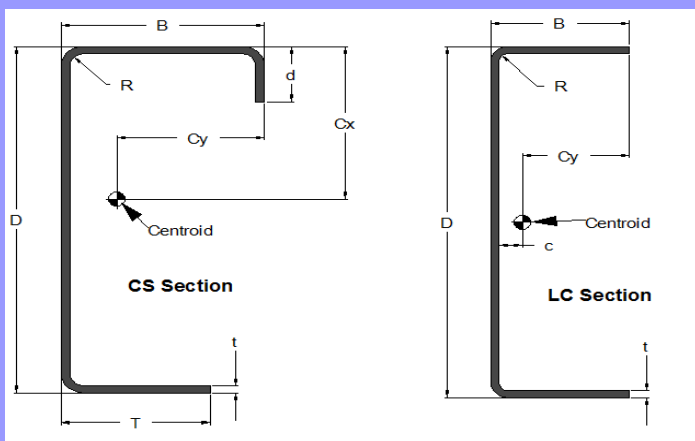 B
R
d
Cx
Cy
D
Centroid
CS Section
t
T
B
R
Cy
D
Centroid
c
LC Section
t